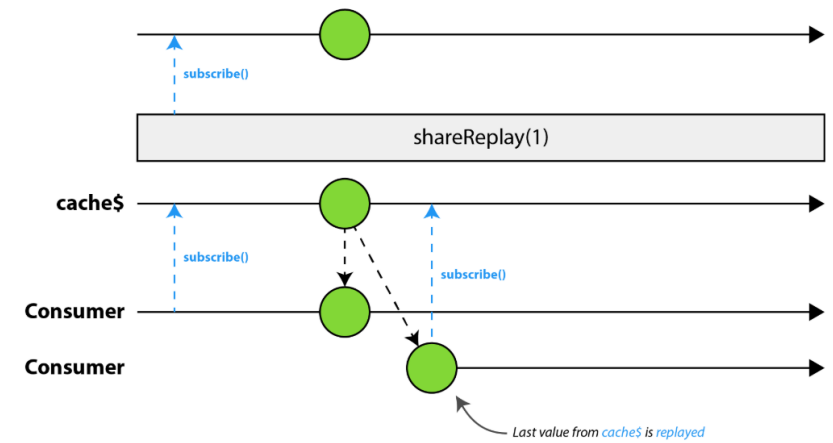 subscribe()
shareReplay(1)
cache$
subscribe()
subscribe()
Consumer
Consumer
Last value from cache$ is replayed